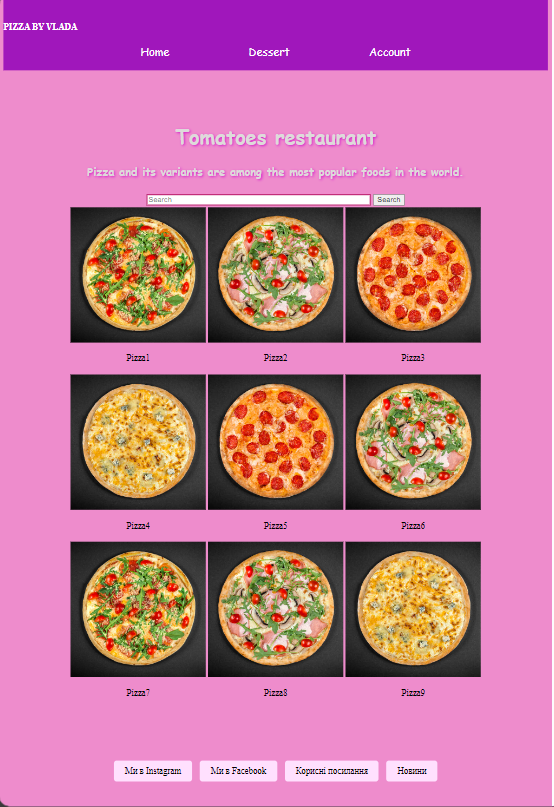 PIZZA BY VLADA
Home Dessert Account
Tomatoes restaurant
Pizza and its variants are among the most popular foods in the world.
Search Search
Pizza1 Pizza2 Pizza3
Pizza4 Pizza5 Pizza6
Pizza7 Pizza8 Pizza9
Ми в Instagram Ми в Facebook Корисні посилання Новини